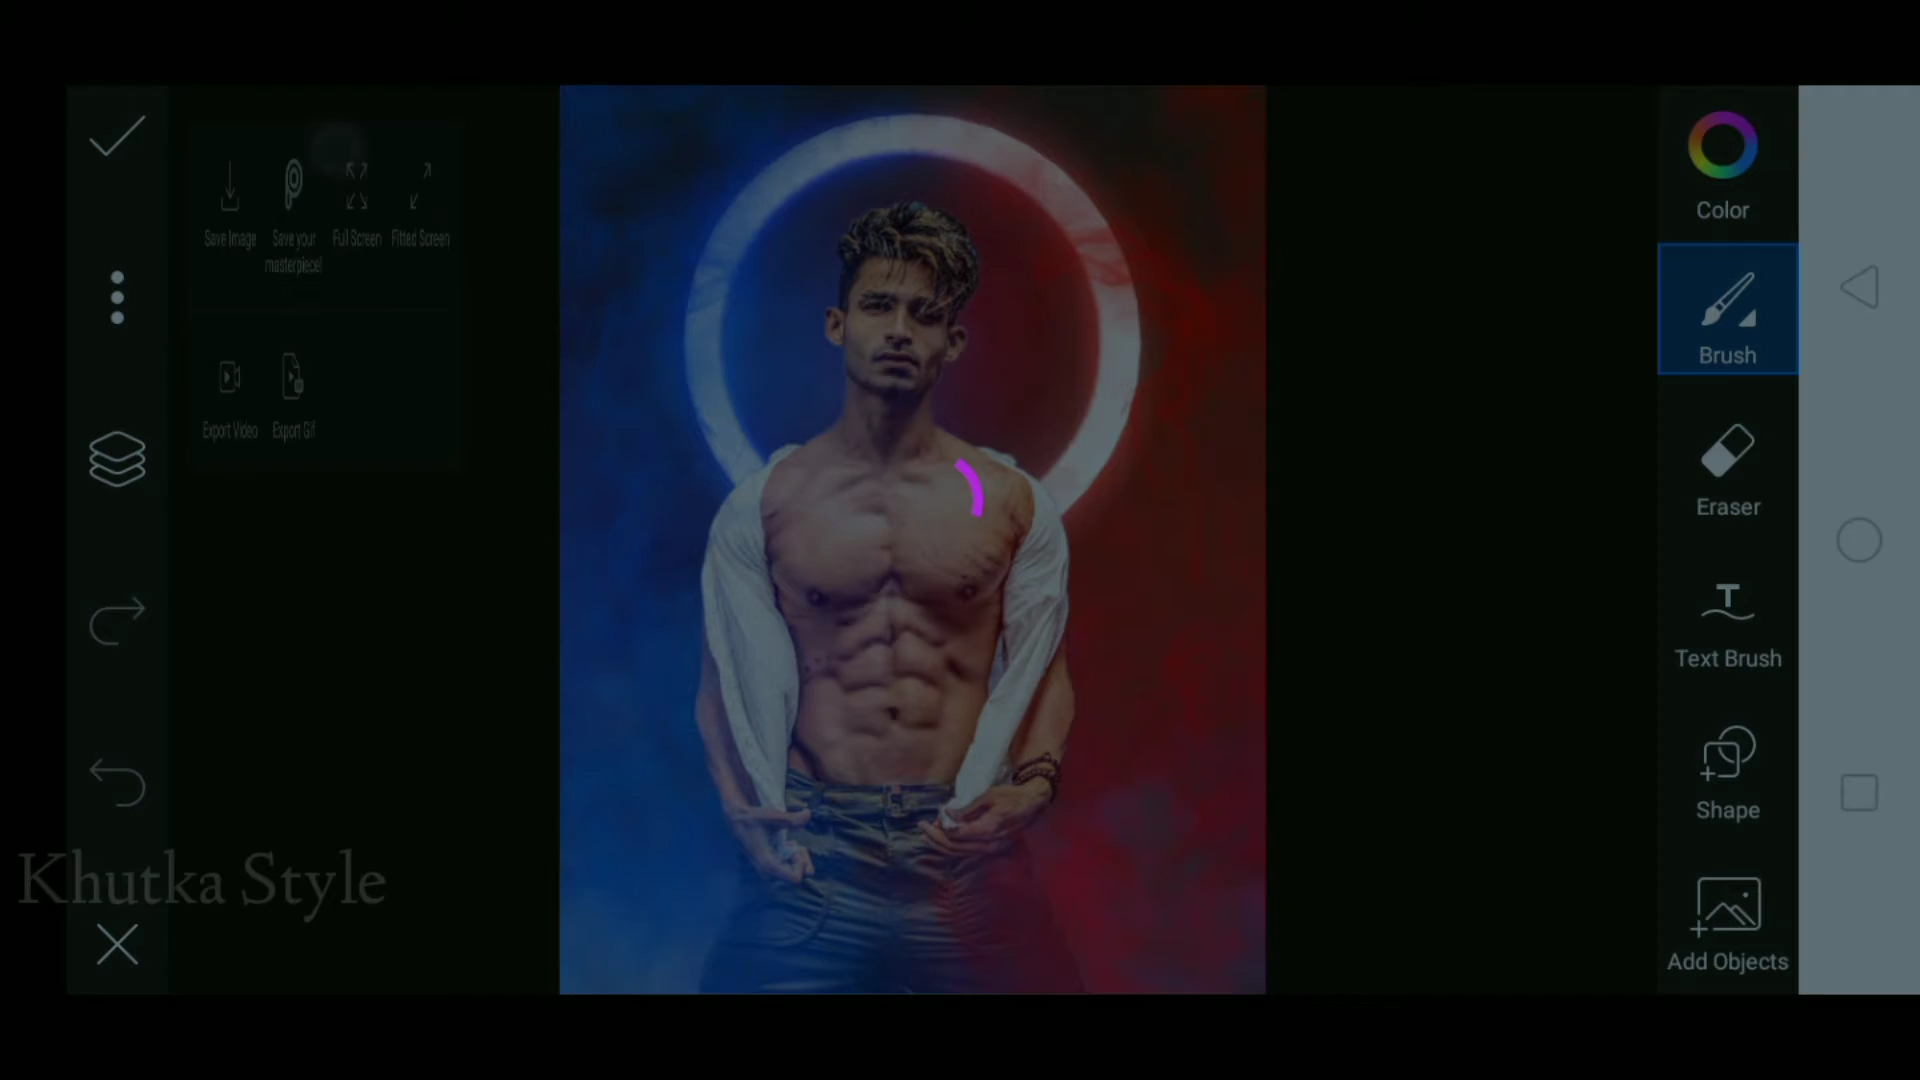 Save Image
Save your
masterpiece!
Full Screen
Fitted Screen
Export Video
Export Gif
Khutka Style
Color
Brush
Eraser
Text Brush
Shape
Add Objects